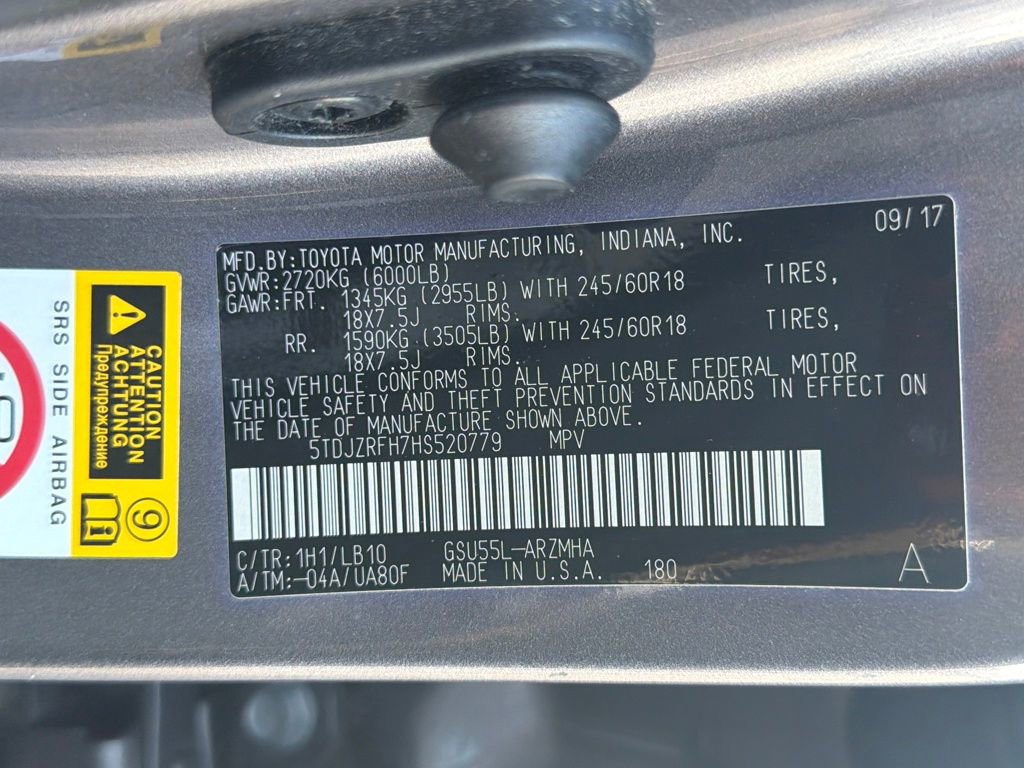 09/17
MFD.BY:TOYOTA MOTOR MANUFACTURING, INDIANA, INC.
GVWR:2720KG (6000LB)
GAWR:FRT. 1345KG (2955LB) WITH 245/60R18 TIRES,
18X7.5J RIMS.
RR. 1590KG (3505LB) WITH 245/60R18 TIRES,
18X7.5J RIMS.
THIS VEHICLE CONFORMS TO ALL APPLICABLE FEDERAL MOTOR
VEHICLE SAFETY AND THEFT PREVENTION STANDARDS IN EFFECT ON
THE DATE OF MANUFACTURE SHOWN ABOVE.
5TDJZRFH7HS520779 MPV
C/TR:1H1/LB10 GSU55L-ARZMHA
A/TM:-04A/UA80F MADE IN U.S.A. 180 A
CAUTION
ATTENTION
ACHTUNG
Предупреждение
9
i
SRS SIDE AIRBAG